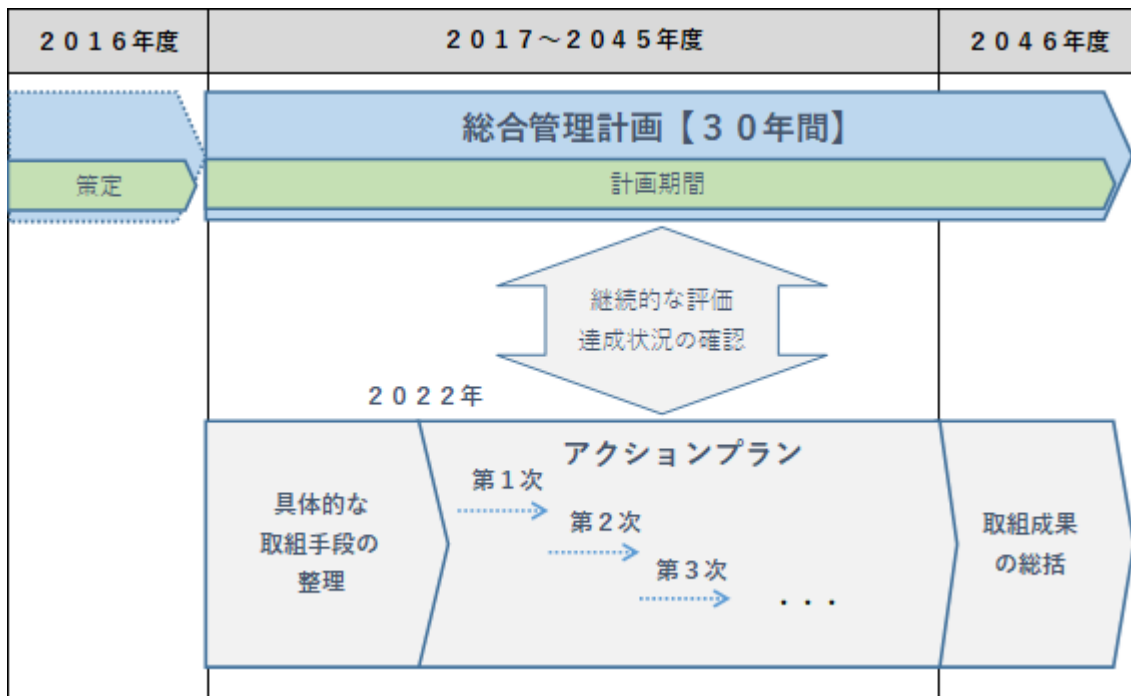 ２０１６年度
２０１７～２０４５年度
２０４６年度
総合管理計画【３０年間】
策定
計画期間
継続的な評価
達成状況の確認
２０２２年
アクションプラン
第１次
第２次
第３次
・・・
具体的な
取組手段の
整理
取組成果
の総括